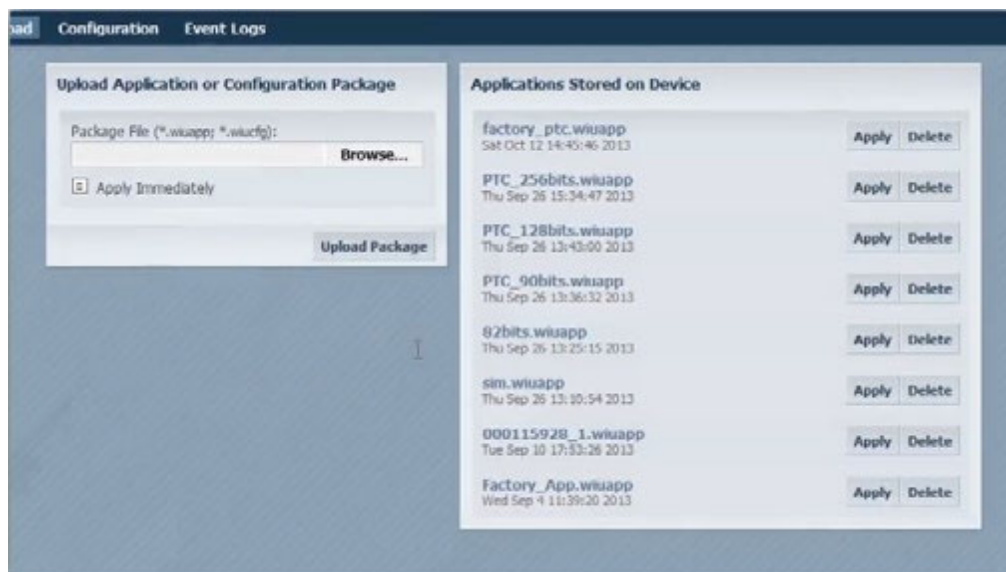 oad Configuration Event Logs
Upload Application or Configuration Package
Package File (*.wiuapp; *.wiucfg):
Browse...
Apply Immediately
Upload Package
Applications Stored on Device
factory_ptc.wiuapp
Sat Oct 12 14:45:46 2013
Apply Delete
PTC_256bits.wiuapp
Thu Sep 26 15:34:47 2013
Apply Delete
PTC_128bits.wiuapp
Thu Sep 26 13:43:00 2013
Apply Delete
PTC_90bits.wiuapp
Thu Sep 26 13:36:32 2013
Apply Delete
82bits.wiuapp
Thu Sep 26 13:25:15 2013
Apply Delete
sim.wiuapp
Thu Sep 26 13:10:54 2013
Apply Delete
000115928_1.wiuapp
Tue Sep 10 17:53:26 2013
Apply Delete
Factory_App.wiuapp
Wed Sep 4 11:39:20 2013
Apply Delete